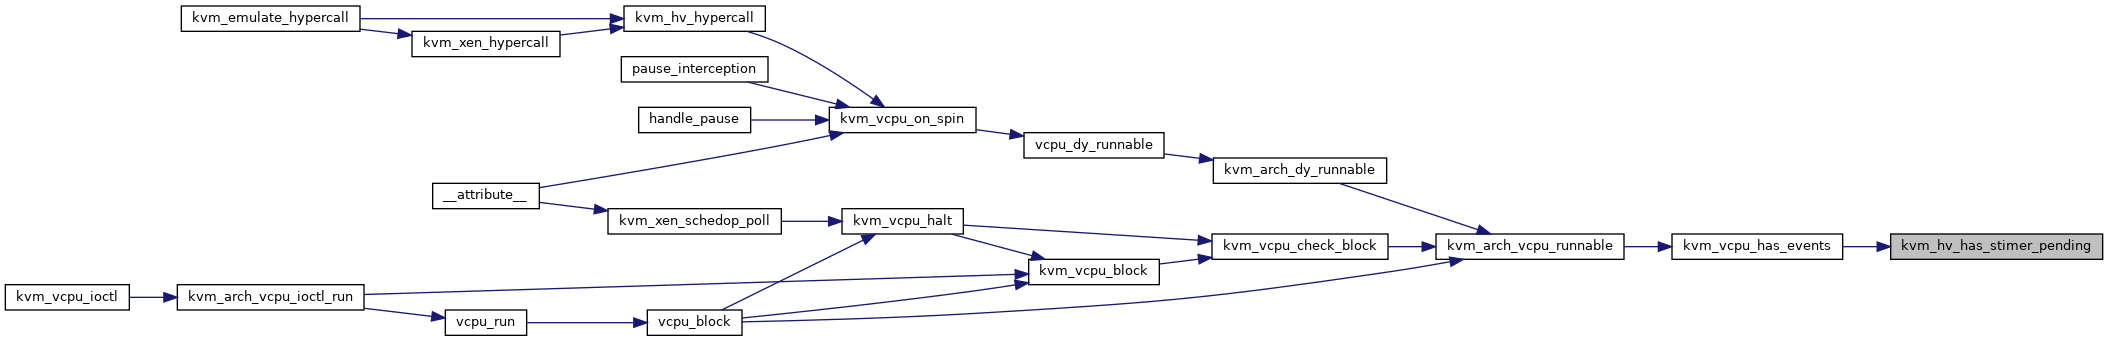 kvm_emulate_hypercall
kvm_hv_hypercall
kvm_xen_hypercall
pause_interception
handle_pause
kvm_vcpu_on_spin
vcpu_dy_runnable
kvm_arch_dy_runnable
__attribute__
kvm_xen_schedop_poll
kvm_vcpu_halt
kvm_vcpu_check_block
kvm_arch_vcpu_runnable
kvm_vcpu_has_events
kvm_hv_has_stimer_pending
kvm_vcpu_block
kvm_vcpu_ioctl
kvm_arch_vcpu_ioctl_run
vcpu_run
vcpu_block